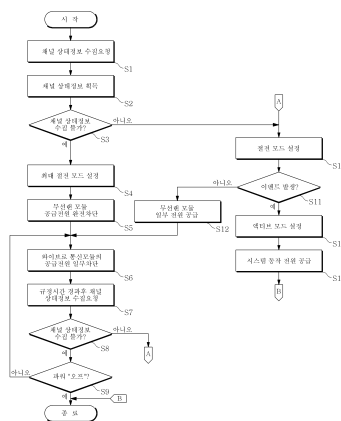 시 작
채널 상태정보 수집요청
S1
채널 상태정보 획득
S2
채널 상태정보
수집 불가?
아니오
S3
예
최대 절전 모드 설정
S4
무선랜 모듈
공급전원 완전차단
S5
와이브로 통신모듈의
공급전원 일부차단
S6
규정시간 경과후 채널
상태정보 수집요청
S7
채널 상태정보
수집 불가?
아니오
S8
예
A
파워 "오프"?
아니오
S9
예
B
종 료
A
절전 모드 설정
S1
이벤트 발생?
아니오
S11
예
무선랜 모듈
일부 전원 공급
S12
액티브 모드 설정
S1
시스템 동작 전원 공급
S1
B